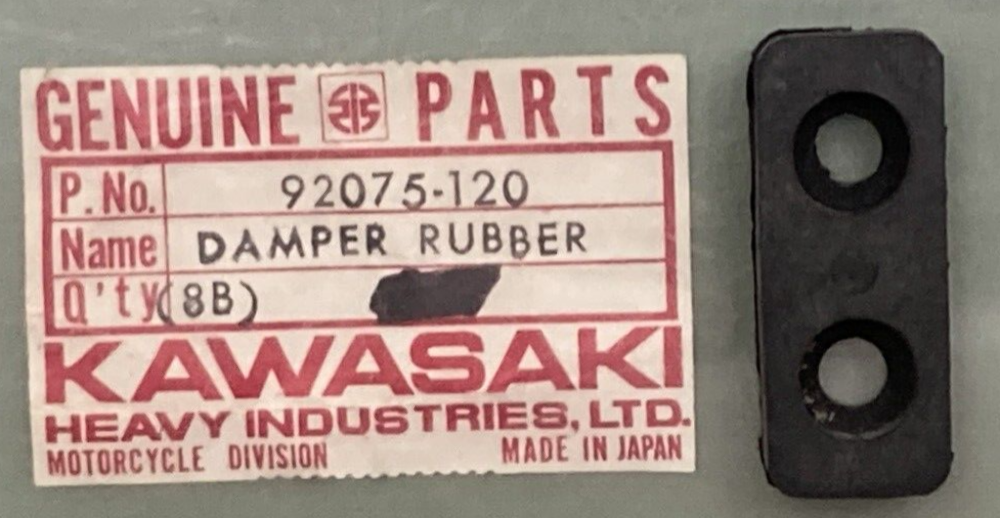 GENUINE PARTS
P. No. 92075-120
Name DAMPER RUBBER
Q'ty (8B)
KAWASAKI
HEAVY INDUSTRIES, LTD.
MOTORCYCLE DIVISION MADE IN JAPAN